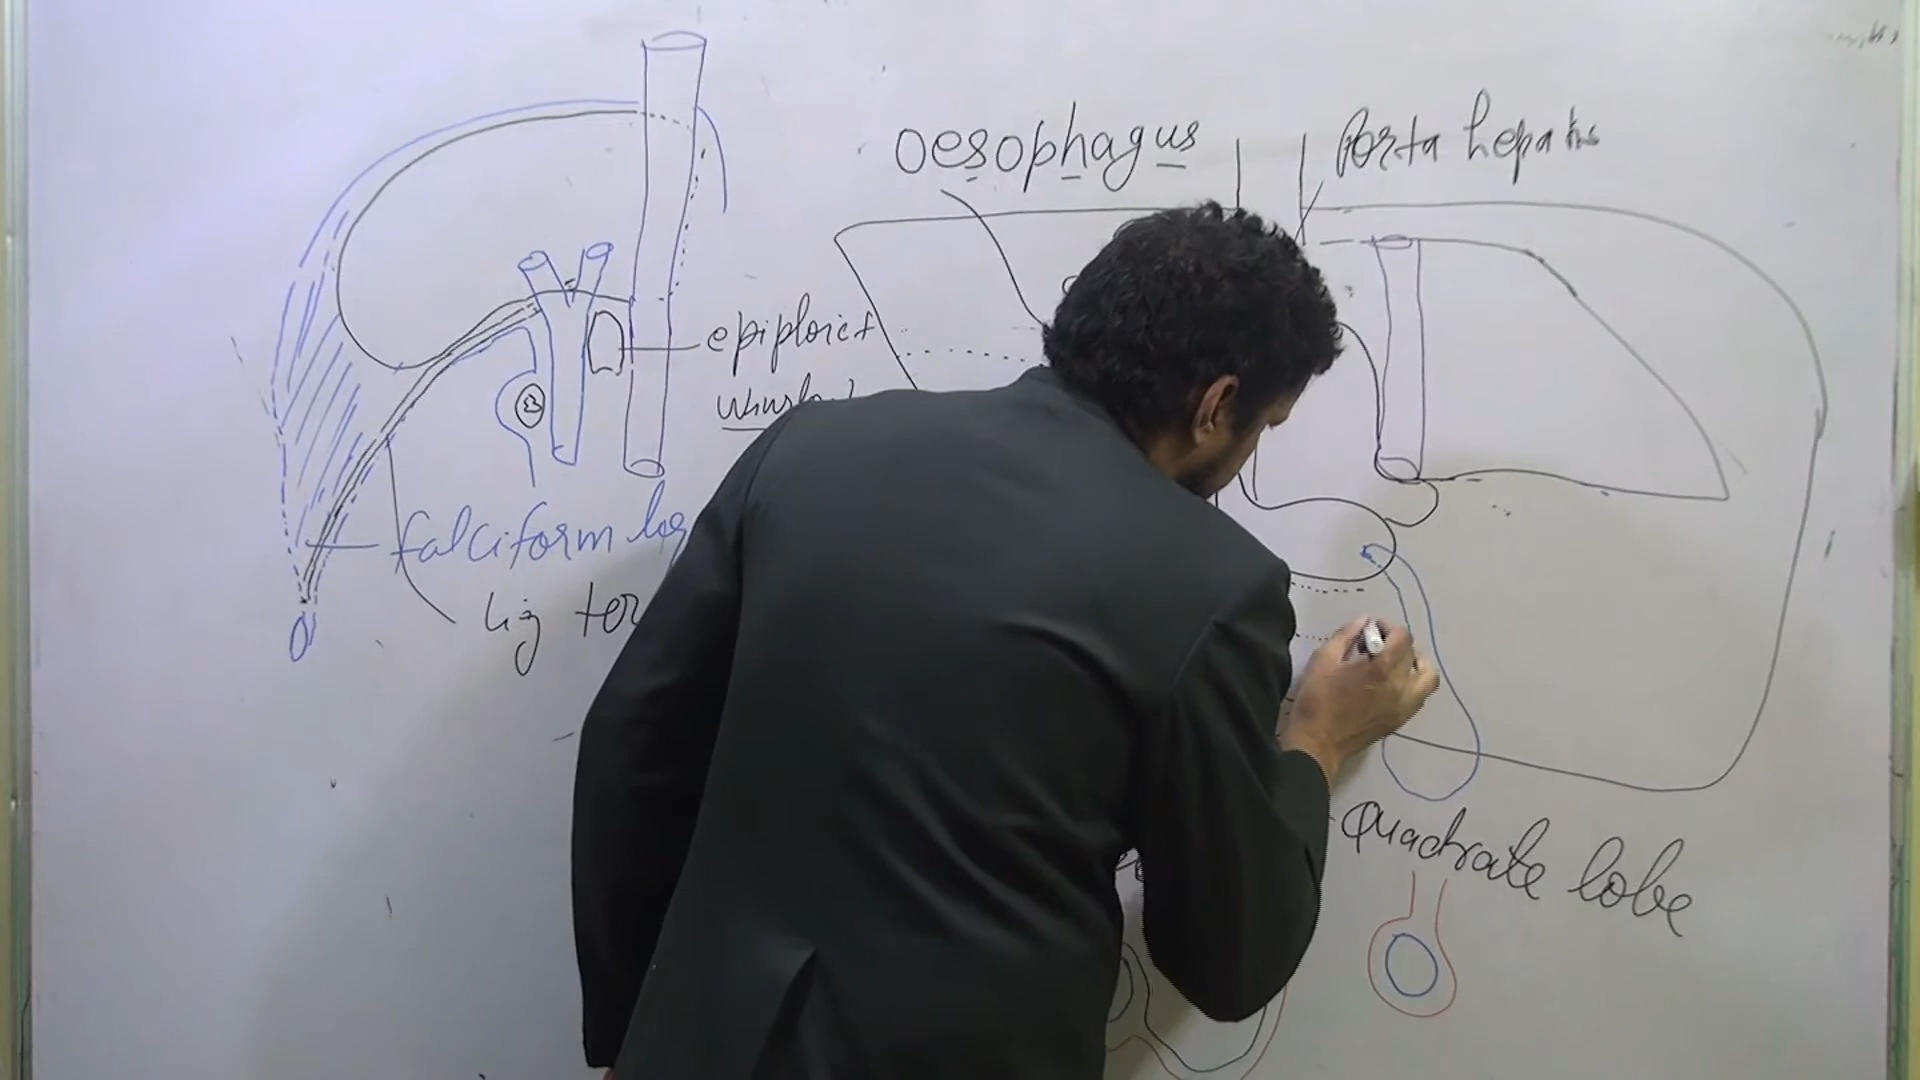 oesophagus
Porta hepatis
epiploic f
falciform lig
lig ter
quadrate lobe